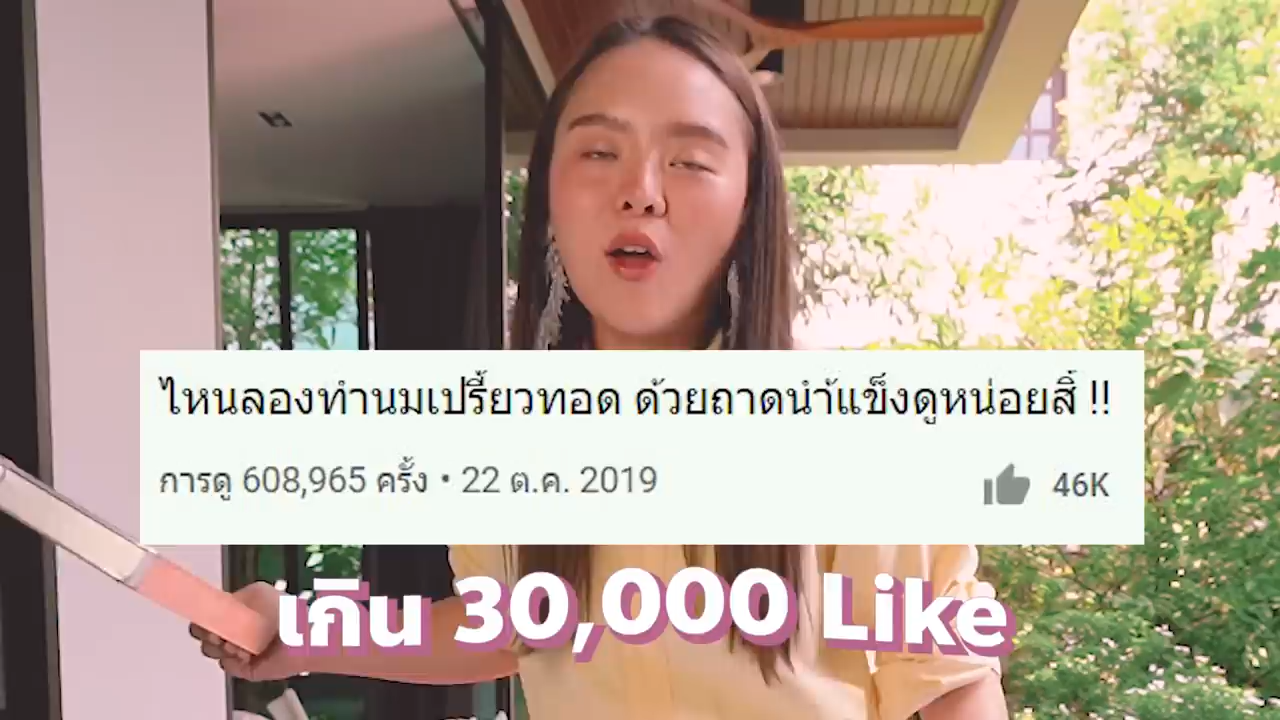 ไหนลองทำนมเปรี้ยวทอด ด้วยถาดนำ้แข็งดูหน่อยสิ้ !!
การดู 608,965 ครั้ง • 22 ต.ค. 2019
46K
เกิน 30,000 Like